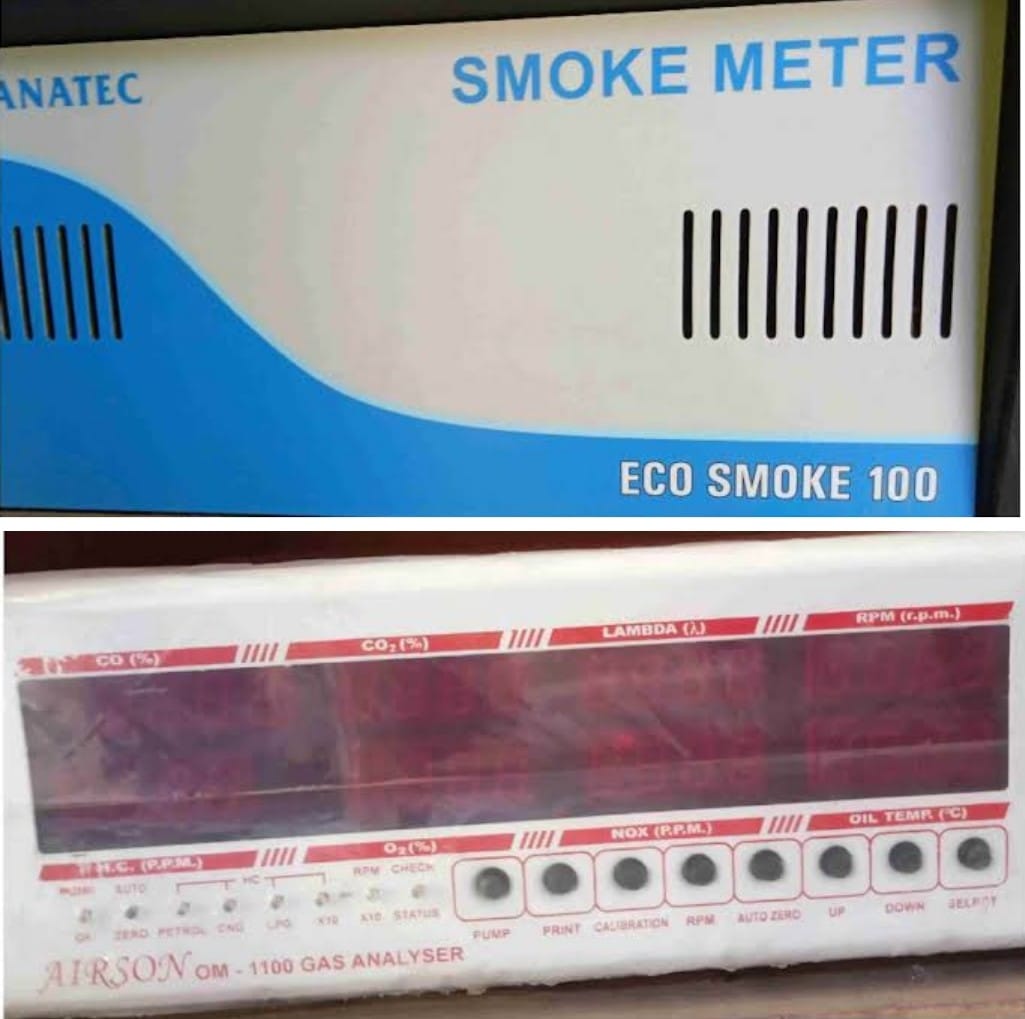 ANATEC
SMOKE METER
ECO SMOKE 100
CO (%) CO₂ (%) LAMBDA (λ) RPM (r.p.m.)
H.C. (P.P.M.) O₂ (%) NOX (P.P.M.) OIL TEMP. (°C)
AUTO HC RPM CHECK
ZERO PETROL CNG LPG X10 X10 STATUS
PUMP PRINT CALIBRATION RPM AUTO ZERO UP DOWN SELECT
AIRSON OM - 1100 GAS ANALYSER